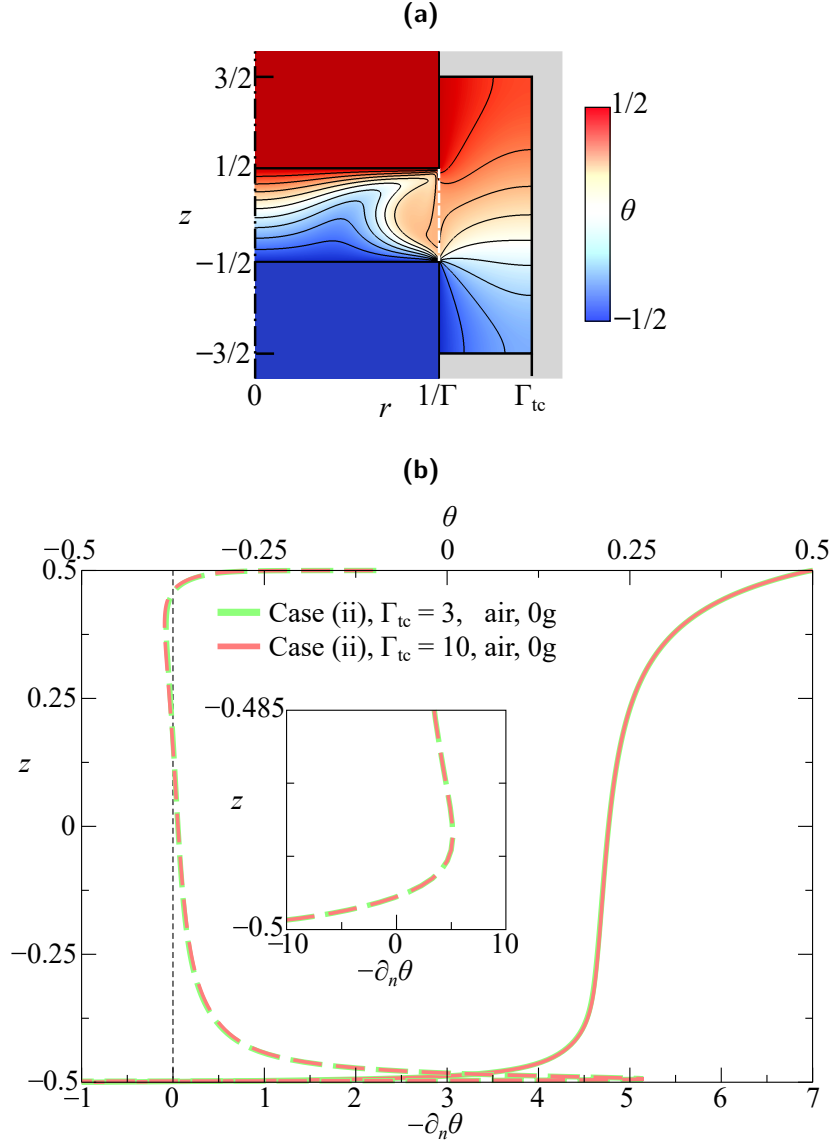 (a)
3/2
1/2
z
−1/2
−3/2
0
r
1/Γ
Γtc
1/2
θ
−1/2
(b)
θ
−0.5 −0.25 0 0.25 0.5
0.5
0.25
z
0
−0.25
−0.5
Case (ii), Γtc = 3, air, 0g
Case (ii), Γtc = 10, air, 0g
−0.485
z
−0.5
−10 0 10
−∂nθ
−1 0 1 2 3 4 5 6 7
−∂nθ